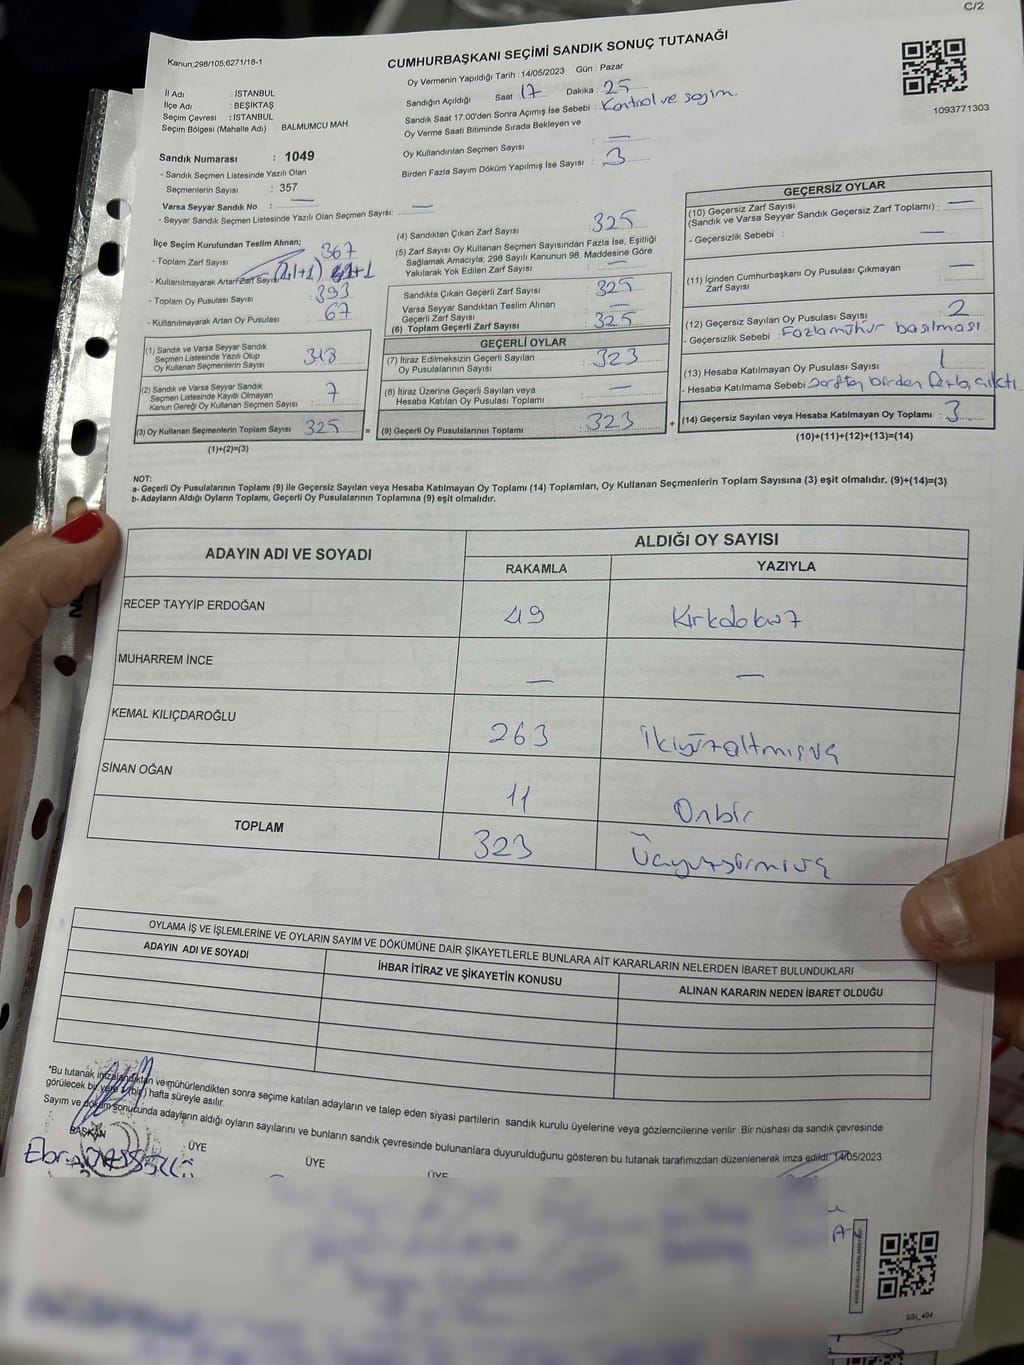 C/2
Kanun:298/105,6271/18-1
CUMHURBAŞKANI SEÇİMİ SANDIK SONUÇ TUTANAĞI
Oy Vermenin Yapıldığı Tarih : 14/05/2023 Gün : Pazar
1093771303
İl Adı : İSTANBUL
İlçe Adı : BEŞİKTAŞ
Seçim Çevresi : İSTANBUL
Seçim Bölgesi (Mahalle Adı) : BALMUMCU MAH.
Sandığın Açıldığı Saat : 17 Dakika : 25
Sandık Saat 17.00'den Sonra Açımış İse Sebebi : Kontrol ve sayım.
Oy Verme Saati Bitiminde Sırada Bekleyen ve
Oy Kullandırılan Seçmen Sayısı : —
Birden Fazla Sayım Döküm Yapılmış İse Sayısı : 3
Sandık Numarası : 1049
- Sandık Seçmen Listesinde Yazılı Olan
Seçmenlerin Sayısı : 357
Varsa Seyyar Sandık No : —
- Seyyar Sandık Seçmen Listesinde Yazılı Olan Seçmen Sayısı: —
İlçe Seçim Kurulundan Teslim Alınan;
- Toplam Zarf Sayısı : 367
- Kullanılmayarak Artan Zarf Sayısı : (41+1)
- Toplam Oy Pusulası Sayısı : 393
- Kullanılmayarak Artan Oy Pusulası : 67
(1) Sandık ve Varsa Seyyar Sandık
Seçmen Listesinde Yazılı Olup
Oy Kullanan Seçmenlerin Sayısı : 318
(2) Sandık ve Varsa Seyyar Sandık
Seçmen Listesinde Kayıtlı Olmayan
Kanun Gereği Oy Kullanan Seçmen Sayısı : 7
(3) Oy Kullanan Seçmenlerin Toplam Sayısı : 325
(1)+(2)=(3)
(4) Sandıktan Çıkan Zarf Sayısı : 325
(5) Zarf Sayısı Oy Kullanan Seçmen Sayısından Fazla İse, Eşitliği
Sağlamak Amacıyla; 298 Sayılı Kanunun 98. Maddesine Göre
Yakılarak Yok Edilen Zarf Sayısı : —
Sandıkta Çıkan Geçerli Zarf Sayısı : 325
Varsa Seyyar Sandıktan Teslim Alınan
Geçerli Zarf Sayısı : —
(6) Toplam Geçerli Zarf Sayısı : 325
GEÇERLİ OYLAR
(7) İtiraz Edilmeksizin Geçerli Sayılan
Oy Pusulalarının Sayısı : 323
(8) İtiraz Üzerine Geçerli Sayılan veya
Hesaba Katılan Oy Pusulası Toplamı : —
= (9) Geçerli Oy Pusulalarının Toplamı : 323
GEÇERSİZ OYLAR
(10) Geçersiz Zarf Sayısı
(Sandık ve Varsa Seyyar Sandık Geçersiz Zarf Toplamı) : —
- Geçersizlik Sebebi : —
(11) İçinden Cumhurbaşkanı Oy Pusulası Çıkmayan
Zarf Sayısı : —
(12) Geçersiz Sayılan Oy Pusulası Sayısı : 2
- Geçersizlik Sebebi : Fazla mühür basılması
(13) Hesaba Katılmayan Oy Pusulası Sayısı : 1
- Hesaba Katılmama Sebebi : zarftan birden fazla çıktı.
+ (14) Geçersiz Sayılan veya Hesaba Katılmayan Oy Toplamı : 3
(10)+(11)+(12)+(13)=(14)
NOT:
a- Geçerli Oy Pusulalarının Toplamı (9) ile Geçersiz Sayılan veya Hesaba Katılmayan Oy Toplamı (14) Toplamları, Oy Kullanan Seçmenlerin Toplam Sayısına (3) eşit olmalıdır. (9)+(14)=(3)
b- Adayların Aldığı Oyların Toplamı, Geçerli Oy Pusulalarının Toplamına (9) eşit olmalıdır.
ADAYIN ADI VE SOYADI
ALDIĞI OY SAYISI
RAKAMLA YAZIYLA
RECEP TAYYİP ERDOĞAN 49 Kırkdokuz
MUHARREM İNCE — —
KEMAL KILIÇDAROĞLU 263 İkiyüzaltmışüç
SİNAN OĞAN 11 Onbir
TOPLAM 323 Üçyüzyirmiüç
OYLAMA İŞ VE İŞLEMLERİNE VE OYLARIN SAYIM VE DÖKÜMÜNE DAİR ŞİKAYETLERLE BUNLARA AİT KARARLARIN NELERDEN İBARET BULUNDUKLARI
ADAYIN ADI VE SOYADI İHBAR İTİRAZ VE ŞİKAYETİN KONUSU ALINAN KARARIN NEDEN İBARET OLDUĞU
"Bu tutanak imzalandıktan ve mühürlendikten sonra seçime katılan adayların ve talep eden siyasi partilerin sandık kurulu üyelerine veya gözlemcilerine verilir. Bir nüshası da sandık çevresinde
görülecek bir yere (bir) hafta süreyle asılır.
Sayım ve döküm sonucunda adayların aldığı oyların sayılarını ve bunların sandık çevresinde bulunanlara duyurulduğunu gösteren bu tutanak tarafımızdan düzenlenerek imza edildi. 14/05/2023
BAŞKAN ÜYE ÜYE ÜYE
Ebra
SSI_404